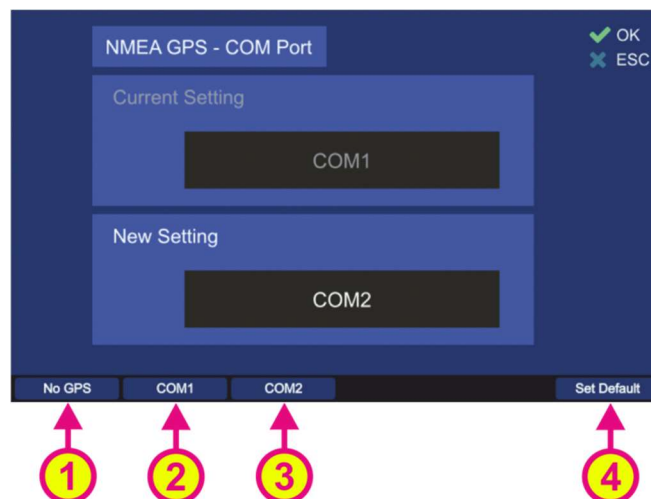 NMEA GPS - COM Port
OK
ESC
Current Setting
COM1
New Setting
COM2
No GPS COM1 COM2 Set Default
1 2 3 4